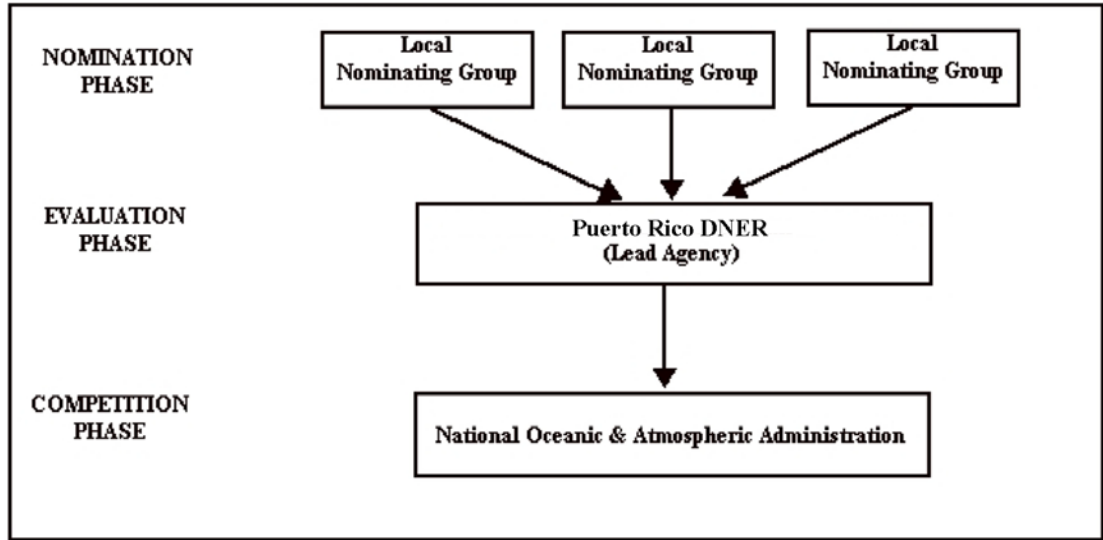 NOMINATION
PHASE
Local
Nominating Group
Local
Nominating Group
Local
Nominating Group
EVALUATION
PHASE
Puerto Rico DNER
(Lead Agency)
COMPETITION
PHASE
National Oceanic & Atmospheric Administration